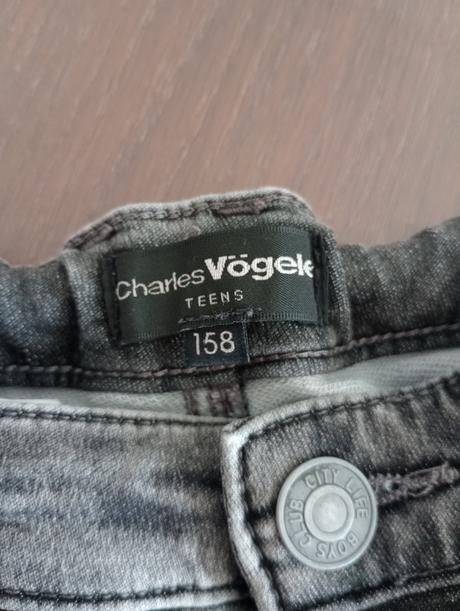 Charles Vögele
TEENS
158
CITY LIFE
BOYS CLUB